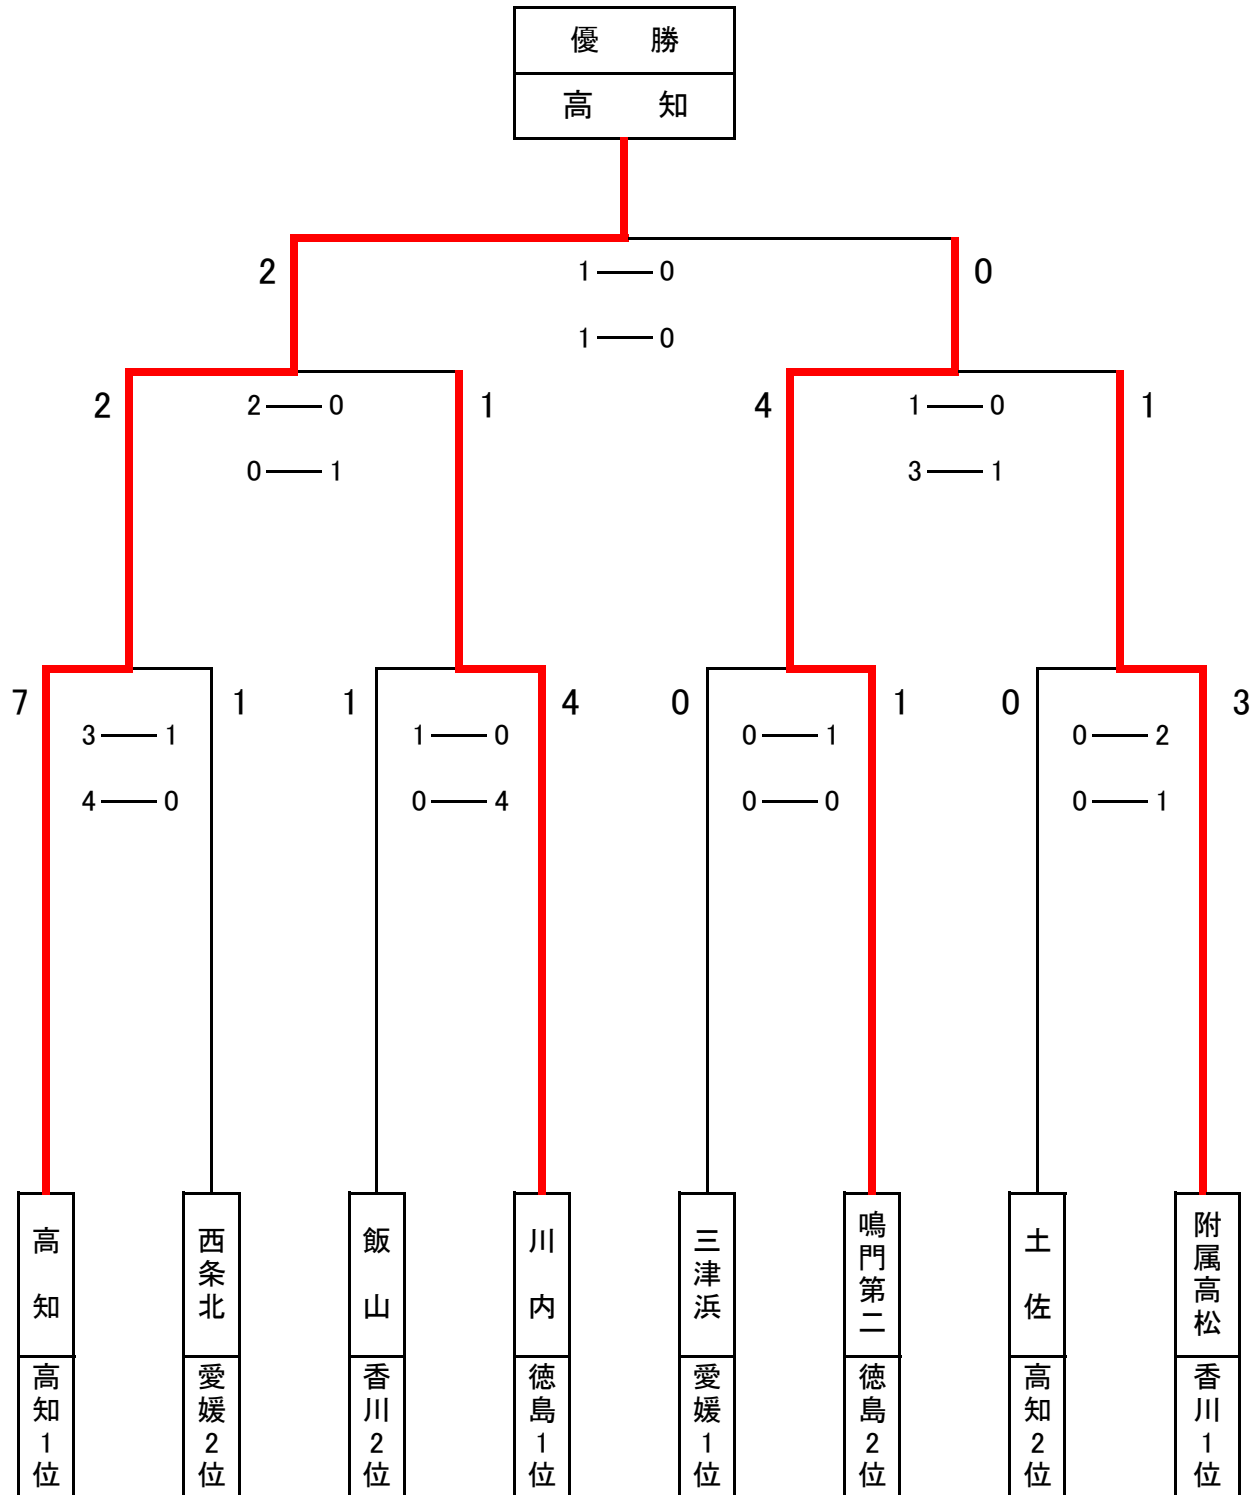 優 勝
高 知
2 1―0 0
1―0
2 2―0 1 4 1―0 1
0―1 3―1
7 1 1 4 0 1 0 3
3―1 1―0 0―1 0―2
4―0 0―4 0―0 0―1
高知
西条北
飯山
川内
三津浜
鳴門第二
土佐
附属高松
高知1位
愛媛2位
香川2位
徳島1位
愛媛1位
徳島2位
高知2位
香川1位